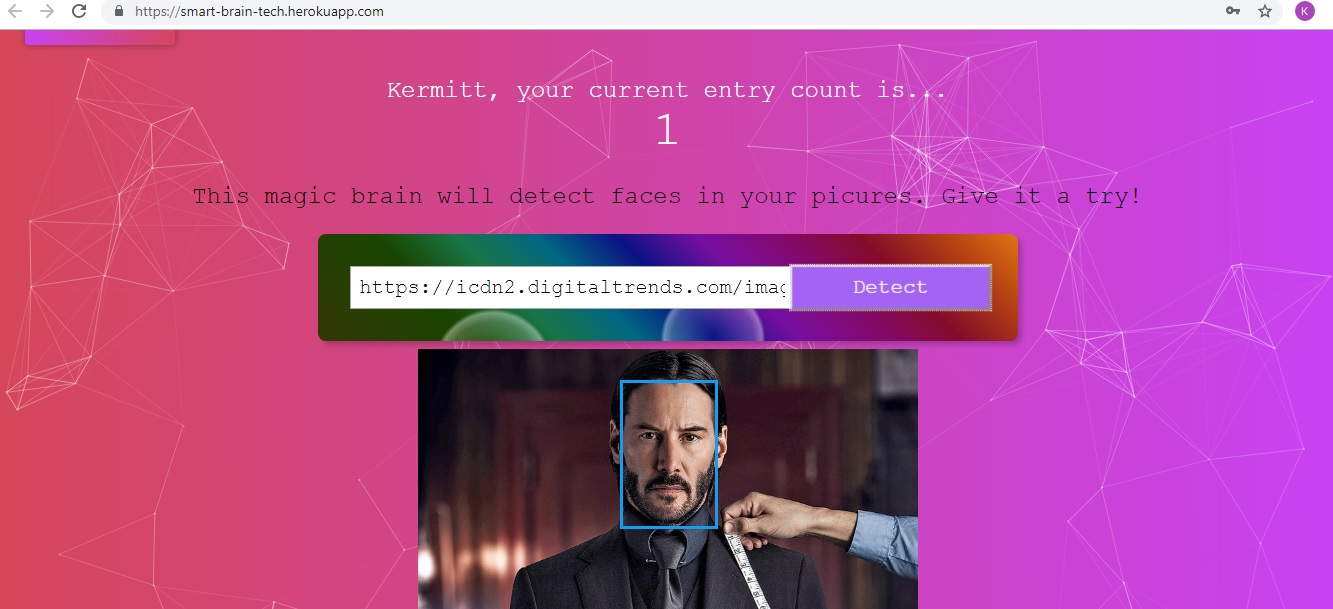 https://smart-brain-tech.herokuapp.com
K
Kermitt, your current entry count is...
1
This magic brain will detect faces in your picures. Give it a try!
https://icdn2.digitaltrends.com/imag
Detect